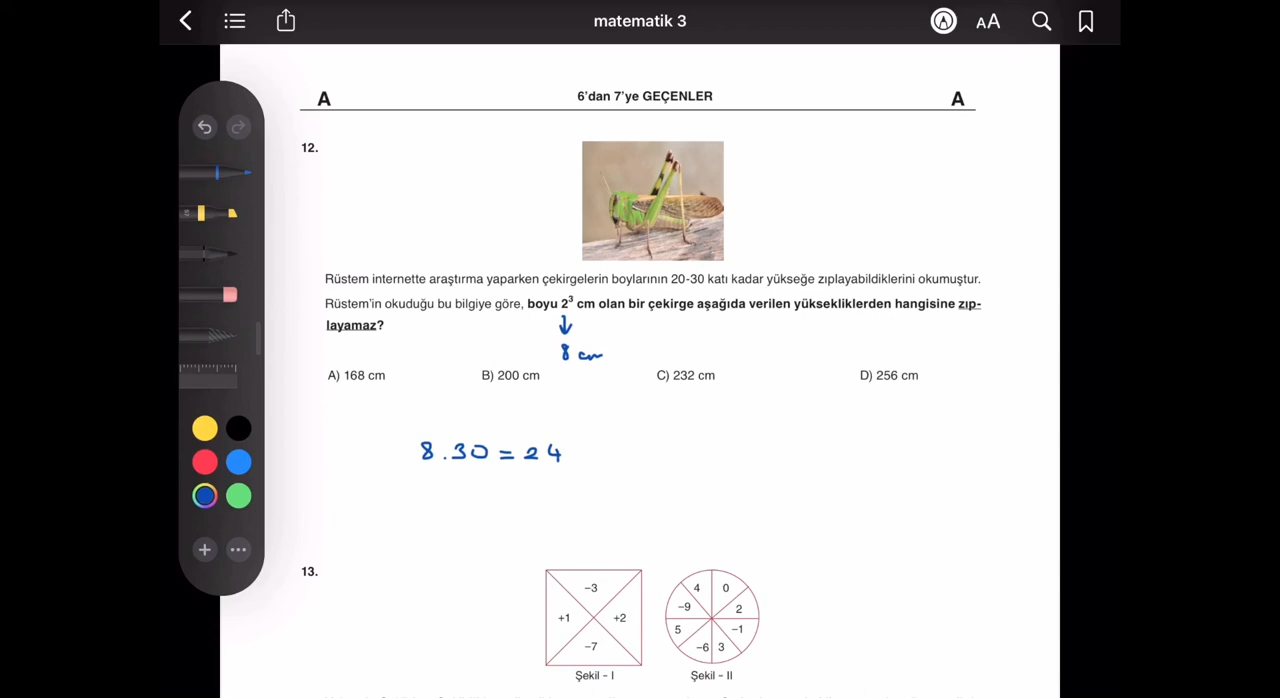 matematik 3
AA
A 6'dan 7'ye GEÇENLER A
12.
Rüstem internette araştırma yaparken çekirgelerin boylarının 20-30 katı kadar yükseğe zıplayabildiklerini okumuştur.
Rüstem'in okuduğu bu bilgiye göre, boyu 2³ cm olan bir çekirge aşağıda verilen yüksekliklerden hangisine zıp-
layamaz?
8 cm
A) 168 cm B) 200 cm C) 232 cm D) 256 cm
8.30 = 24
13.
-3
+1 +2
-7
Şekil - I
4 0
-9 2
5 -1
-6 3
Şekil - II